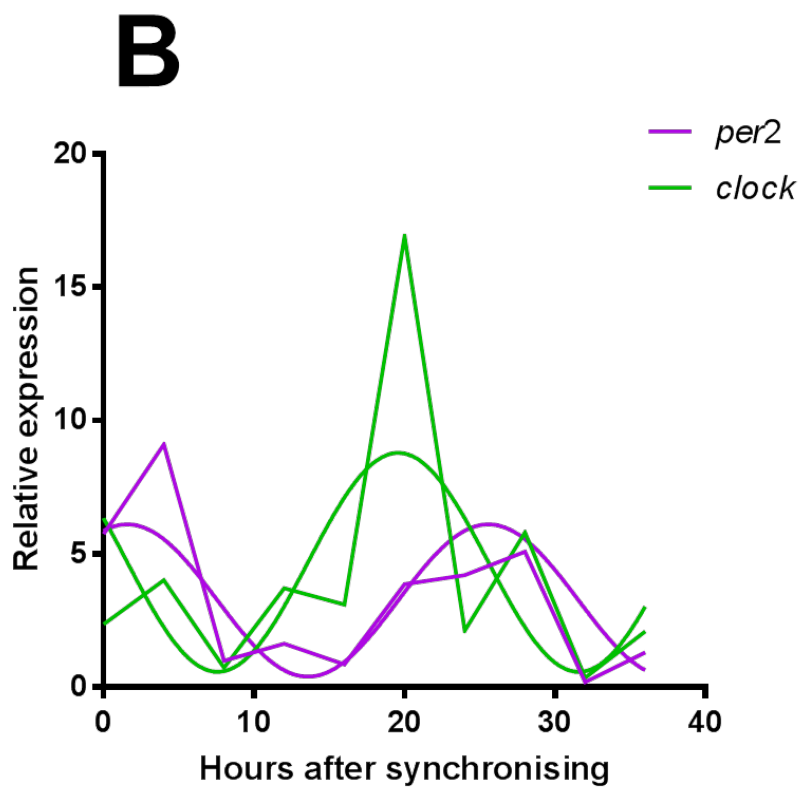 B
per2
clock
20
15
10
5
0
Relative expression
0 10 20 30 40
Hours after synchronising